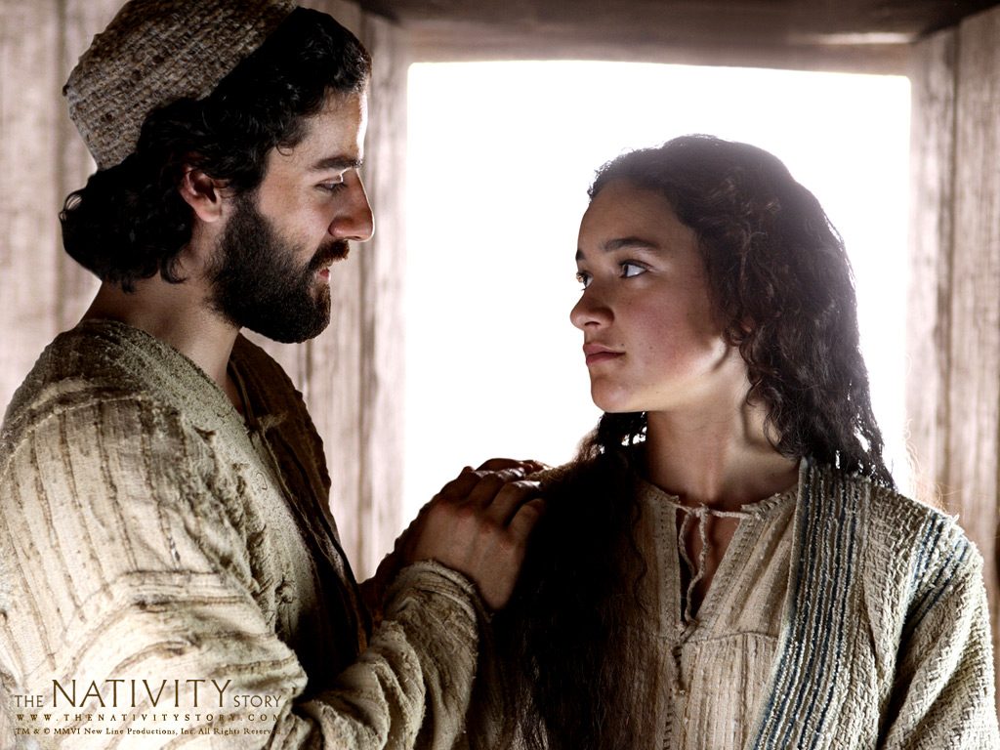 THE NATIVITY STORY
WWW.THENATIVITYSTORY.COM
TM & © MMVI New Line Productions, Inc. All Rights Reserved.